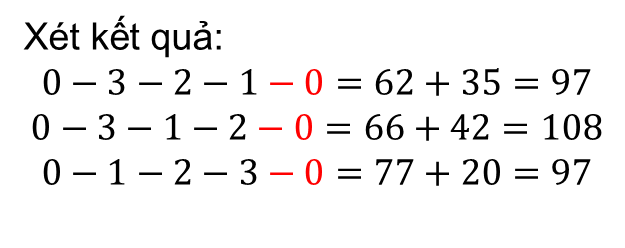 Xét kết quả:
0 − 3 − 2 − 1 − 0 = 62 + 35 = 97
0 − 3 − 1 − 2 − 0 = 66 + 42 = 108
0 − 1 − 2 − 3 − 0 = 77 + 20 = 97